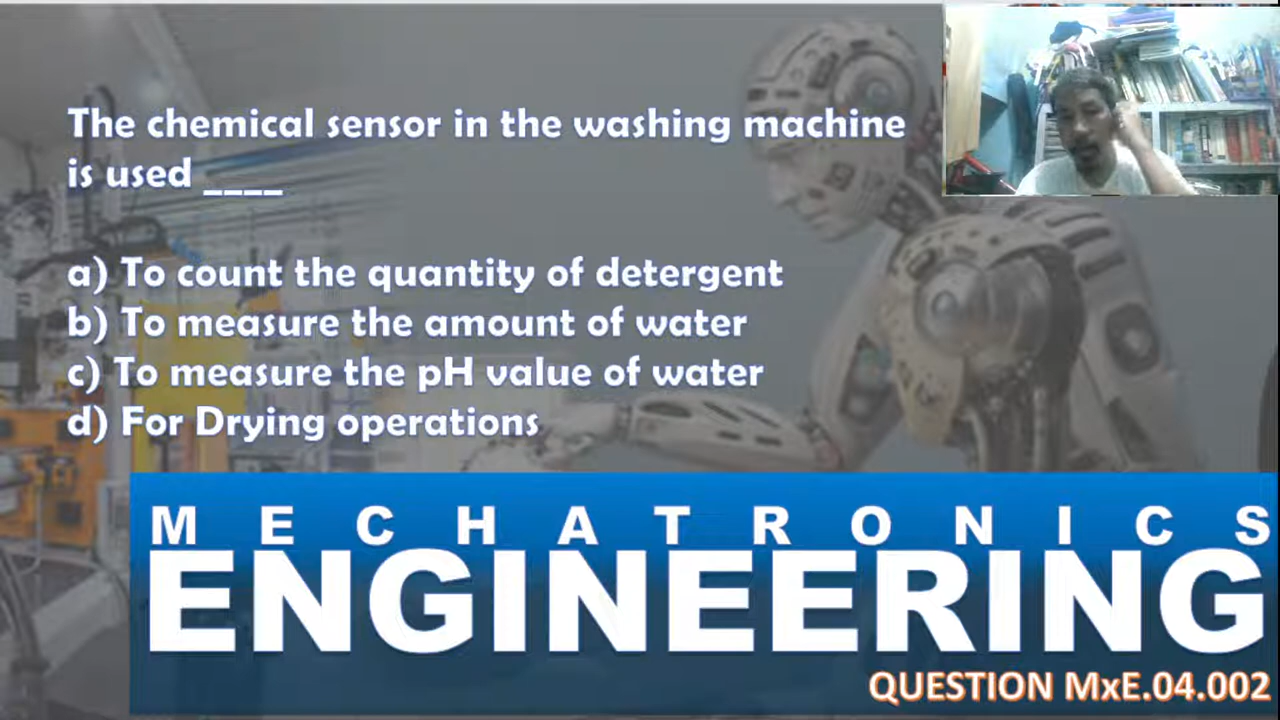 The chemical sensor in the washing machine
is used ____
a) To count the quantity of detergent
b) To measure the amount of water
c) To measure the pH value of water
d) For Drying operations
MECHATRONICS
ENGINEERING
QUESTION MxE.04.002